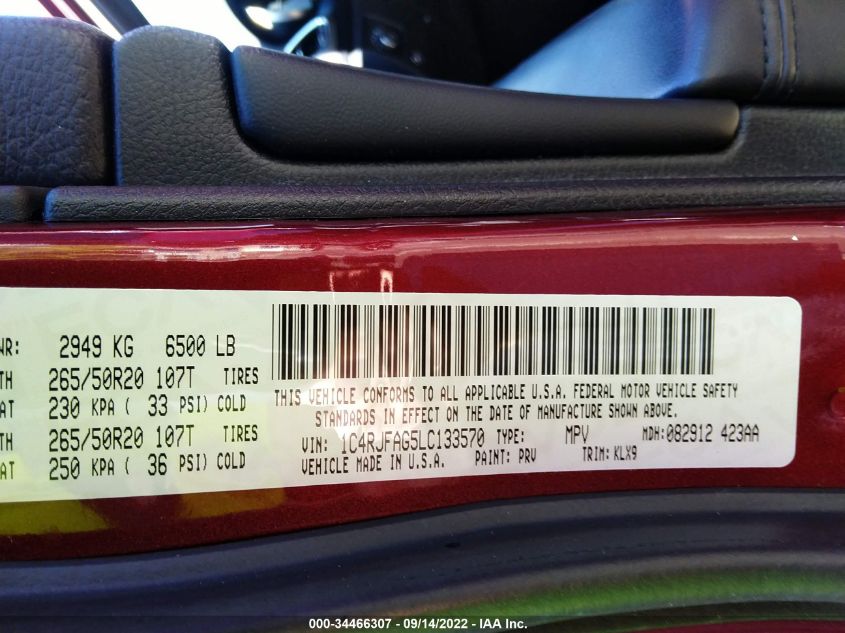 WR: 2949 KG 6500 LB
TH 265/50R20 107T TIRES
AT 230 KPA ( 33 PSI) COLD
TH 265/50R20 107T TIRES
AT 250 KPA ( 36 PSI) COLD
THIS VEHICLE CONFORMS TO ALL APPLICABLE U.S.A. FEDERAL MOTOR VEHICLE SAFETY
STANDARDS IN EFFECT ON THE DATE OF MANUFACTURE SHOWN ABOVE.
VIN: 1C4RJFAG5LC133570 TYPE: MPV MDH:082912 423AA
VEHICLE MADE IN U.S.A. PAINT: PRV TRIM: KLX9
000-34466307 - 09/14/2022 - IAA Inc.